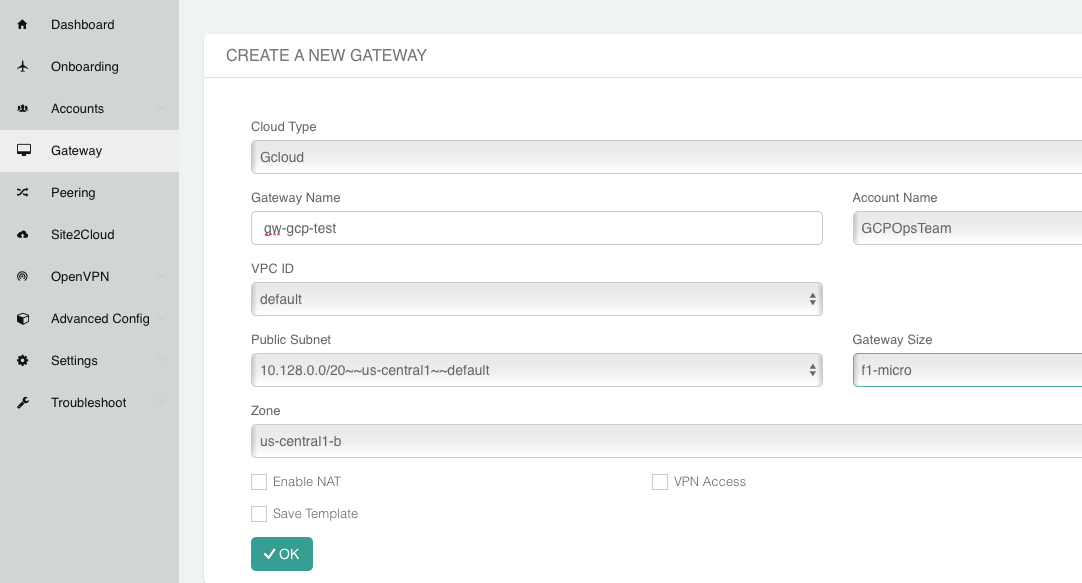 Dashboard
Onboarding
Accounts
Gateway
Peering
Site2Cloud
OpenVPN
Advanced Config
Settings
Troubleshoot
CREATE A NEW GATEWAY
Cloud Type
Gcloud
Gateway Name
Account Name
gw-gcp-test
GCPOpsTeam
VPC ID
default
Public Subnet
Gateway Size
10.128.0.0/20~~us-central1~~default
f1-micro
Zone
us-central1-b
Enable NAT
VPN Access
Save Template
OK